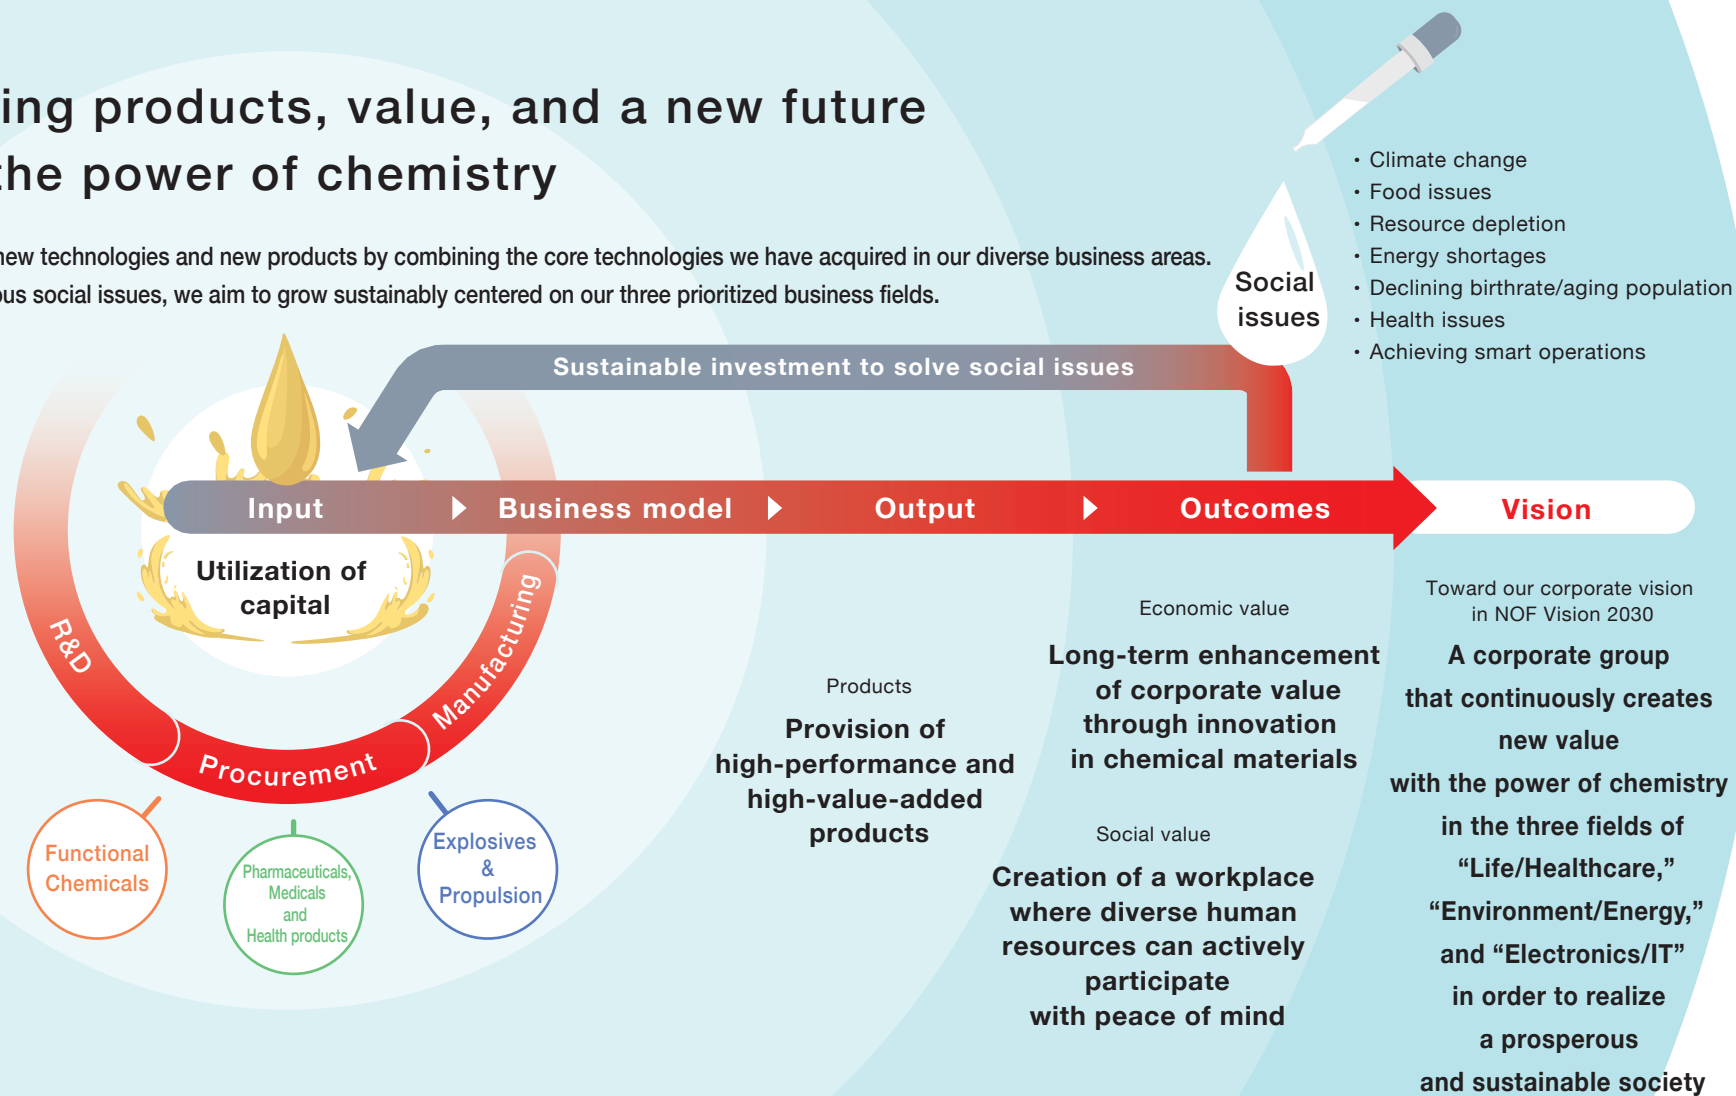 ing products, value, and a new future
the power of chemistry
new technologies and new products by combining the core technologies we have acquired in our diverse business areas.
ous social issues, we aim to grow sustainably centered on our three prioritized business fields.
Social
issues
• Climate change
• Food issues
• Resource depletion
• Energy shortages
• Declining birthrate/aging population
• Health issues
• Achieving smart operations
Sustainable investment to solve social issues
Input
Business model
Output
Outcomes
Vision
Utilization of
capital
R&D
Procurement
Manufacturing
Functional
Chemicals
Pharmaceuticals,
Medicals
and
Health products
Explosives
&
Propulsion
Products
Provision of
high-performance and
high-value-added
products
Economic value
Long-term enhancement
of corporate value
through innovation
in chemical materials
Social value
Creation of a workplace
where diverse human
resources can actively
participate
with peace of mind
Toward our corporate vision
in NOF Vision 2030
A corporate group
that continuously creates
new value
with the power of chemistry
in the three fields of
“Life/Healthcare,”
“Environment/Energy,”
and “Electronics/IT”
in order to realize
a prosperous
and sustainable society